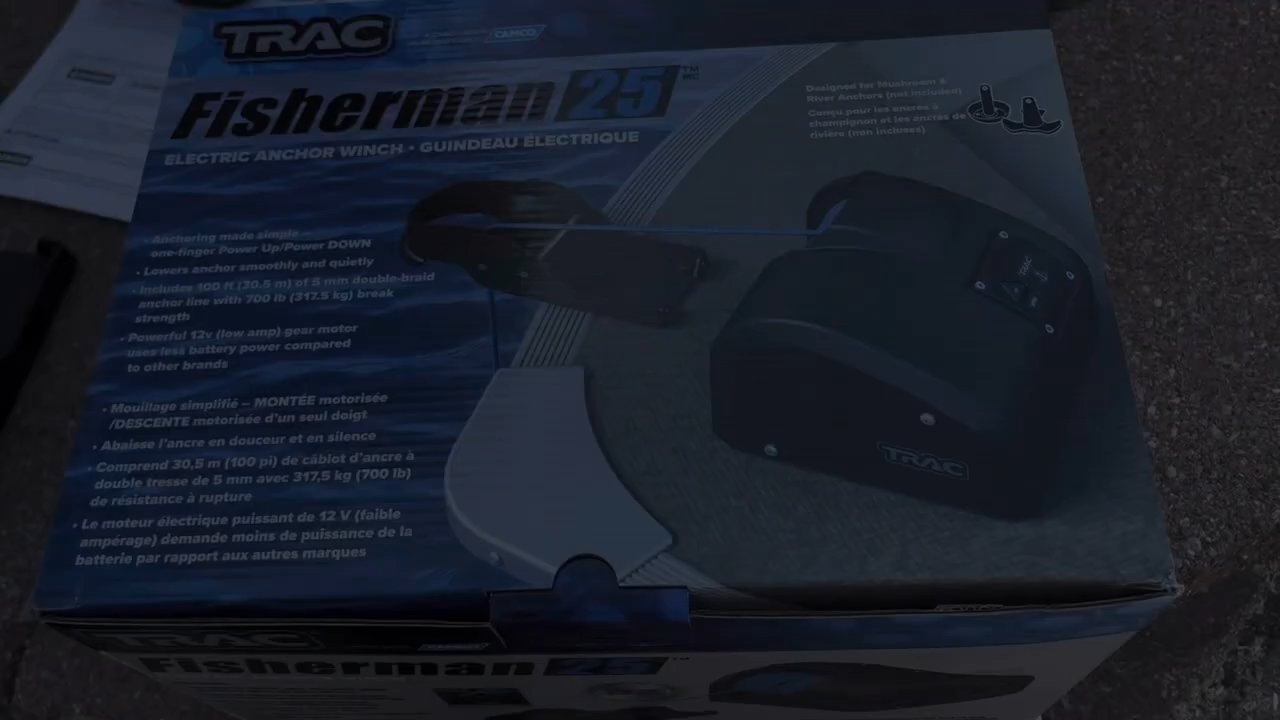 TRAC
CAMCO
Fisherman 25 ™ MC
ELECTRIC ANCHOR WINCH • GUINDEAU ÉLECTRIQUE
Designed for Mushroom &
River Anchors (not included)
Conçu pour les ancres à
champignon et les ancres de
rivière (non incluses)
• Anchoring made simple –
one-finger Power Up/Power DOWN
• Lowers anchor smoothly and quietly
• Includes 100 ft (30.5 m) of 5 mm double-braid
anchor line with 700 lb (317.5 kg) break
strength
• Powerful 12v (low amp) gear motor
uses less battery power compared
to other brands
• Mouillage simplifié – MONTÉE motorisée
/DESCENTE motorisée d'un seul doigt
• Abaisse l'ancre en douceur et en silence
• Comprend 30,5 m (100 pi) de câblot d'ancre à
double tresse de 5 mm avec 317,5 kg (700 lb)
de résistance à rupture
• Le moteur électrique puissant de 12 V (faible
ampérage) demande moins de puissance de la
batterie par rapport aux autres marques
TRAC
TRAC
TRAC
CAMCO
Fisherman 25 ™